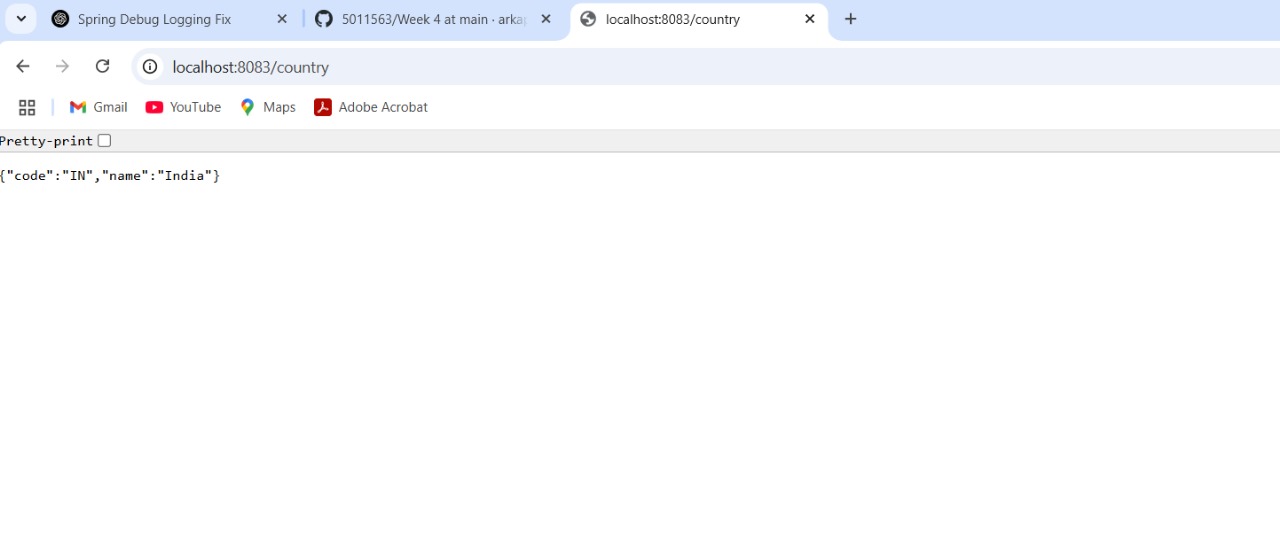 Spring Debug Logging Fix
5011563/Week 4 at main · arka
localhost:8083/country
localhost:8083/country
Gmail
YouTube
Maps
Adobe Acrobat
Pretty-print
{"code":"IN","name":"India"}